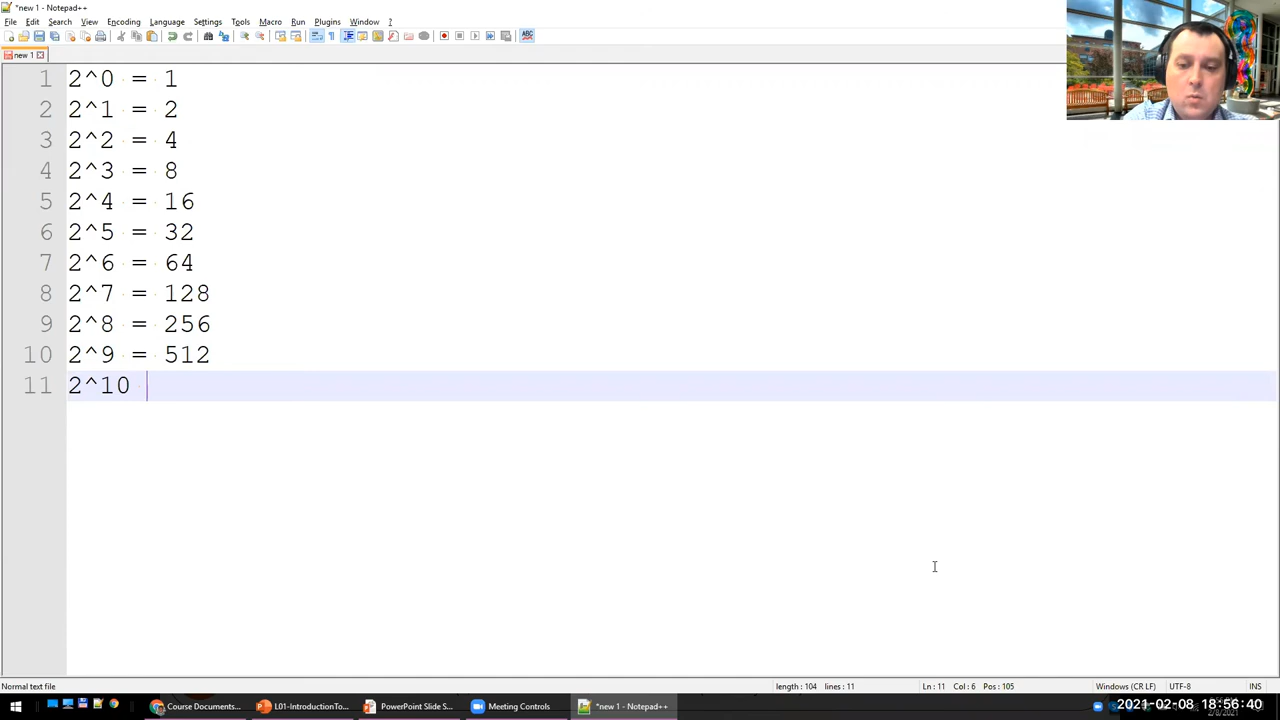 *new 1 - Notepad++
File Edit Search View Encoding Language Settings Tools Macro Run Plugins Window ?
new 1
1 2^0 = 1
2 2^1 = 2
3 2^2 = 4
4 2^3 = 8
5 2^4 = 16
6 2^5 = 32
7 2^6 = 64
8 2^7 = 128
9 2^8 = 256
10 2^9 = 512
11 2^10
Normal text file length : 104 lines : 11 Ln : 11 Col : 6 Pos : 105 Windows (CR LF) UTF-8 INS
Course Documents... L01-IntroductionTo... PowerPoint Slide S... Meeting Controls *new 1 - Notepad++
2021-02-08 18:56:40